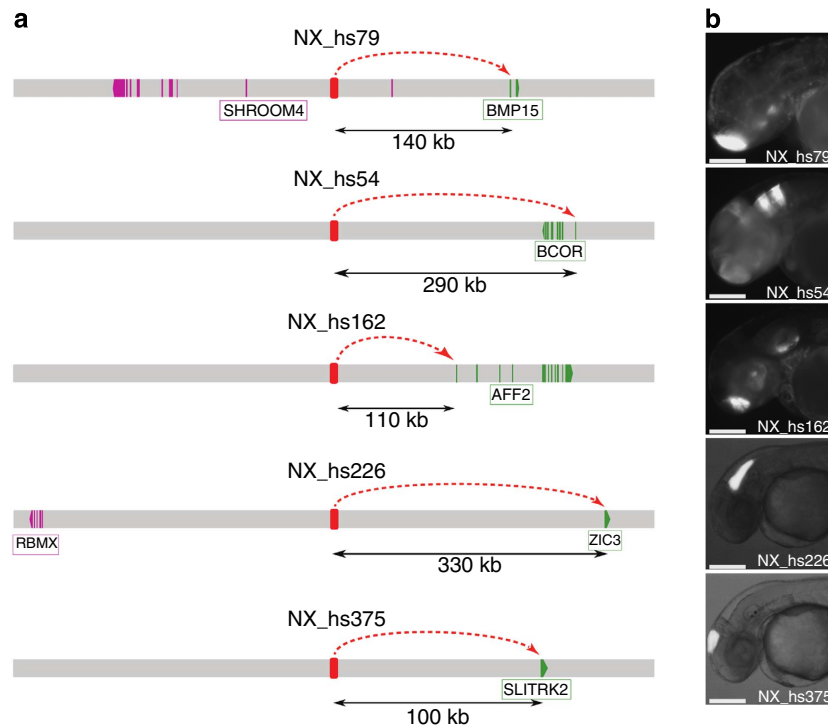 a
NX_hs79
SHROOM4
BMP15
140 kb
NX_hs54
BCOR
290 kb
NX_hs162
AFF2
110 kb
NX_hs226
RBMX
ZIC3
330 kb
NX_hs375
SLITRK2
100 kb
b
NX_hs79
NX_hs54
NX_hs162
NX_hs226
NX_hs375